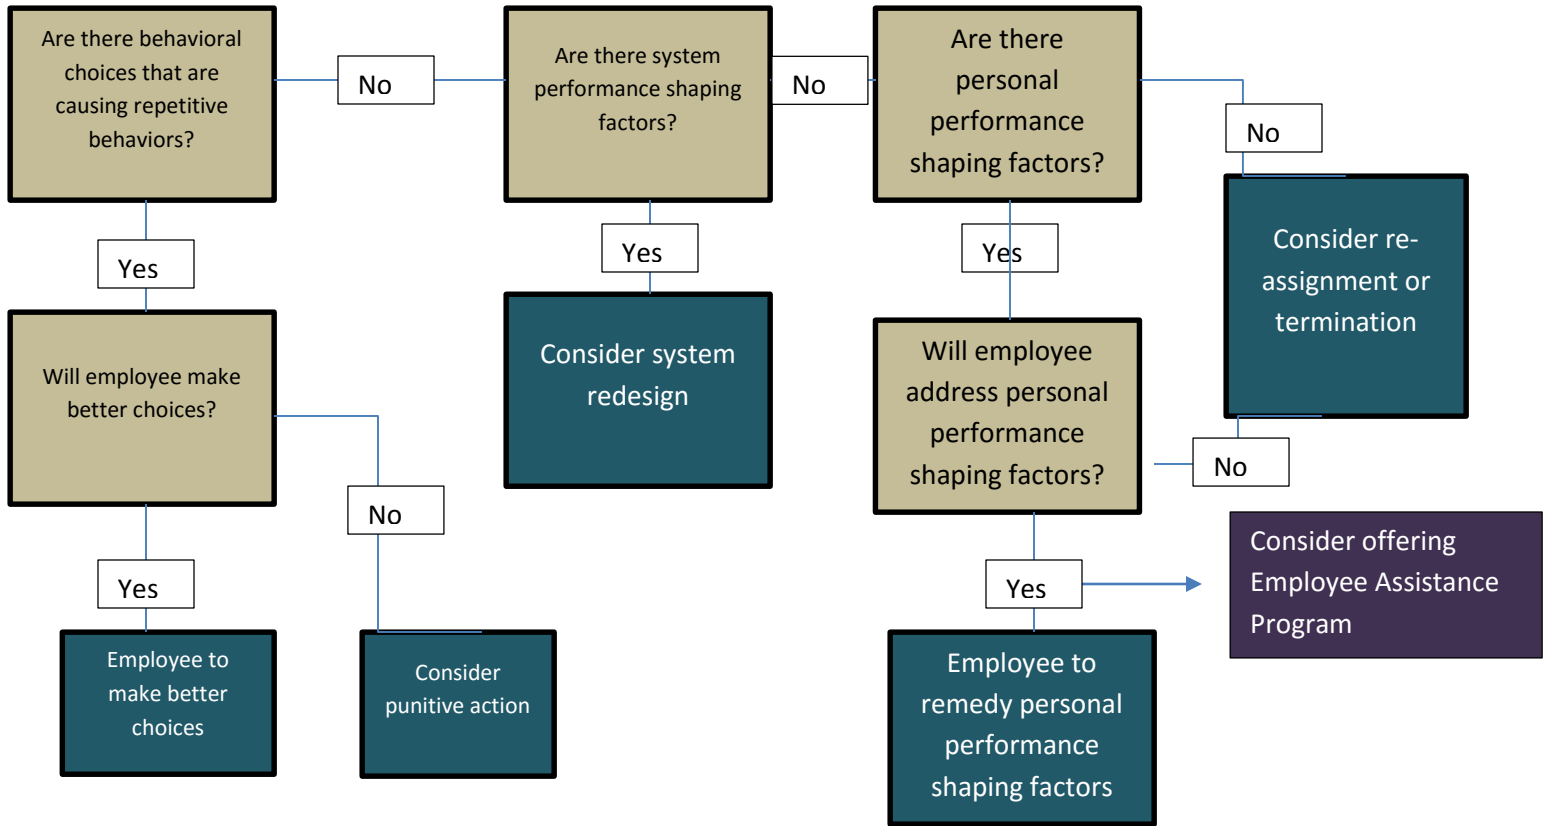 Are there behavioral
choices that are
causing repetitive
behaviors?
No
Are there system
performance shaping
factors?
No
Are there
personal
performance
shaping factors?
No
Yes
Yes
Yes
Consider re-
assignment or
termination
Will employee make
better choices?
Consider system
redesign
Will employee
address personal
performance
shaping factors?
No
No
Yes
Yes
Consider offering
Employee Assistance
Program
Employee to
make better
choices
Consider
punitive action
Employee to
remedy personal
performance
shaping factors